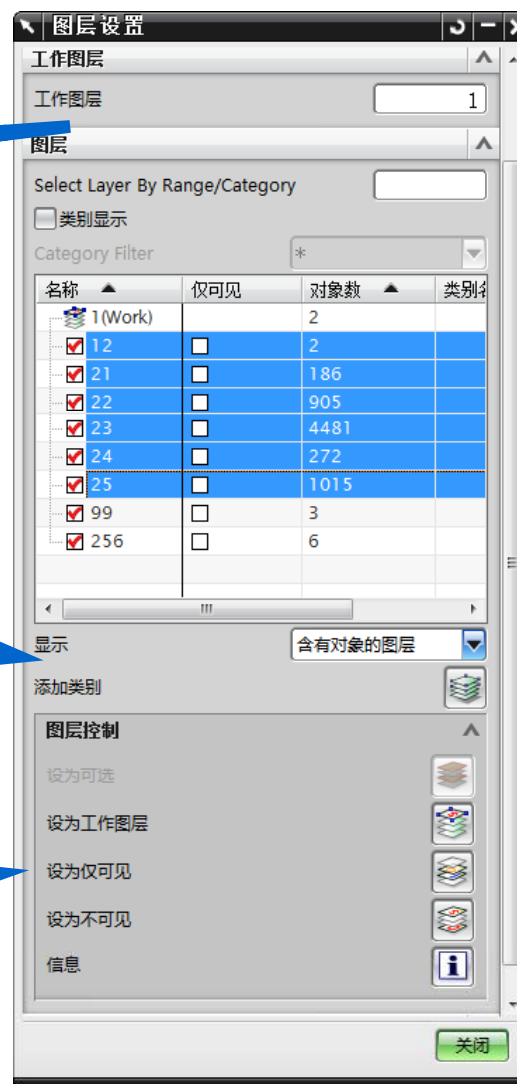 图层设置
工作图层
工作图层 1
图层
Select Layer By Range/Category
类别显示
Category Filter *
名称 仅可见 对象数 类别名
1(Work) 2
12 2
21 186
22 905
23 4481
24 272
25 1015
99 3
256 6
显示 含有对象的图层
添加类别
图层控制
设为可选
设为工作图层
设为仅可见
设为不可见
信息
关闭